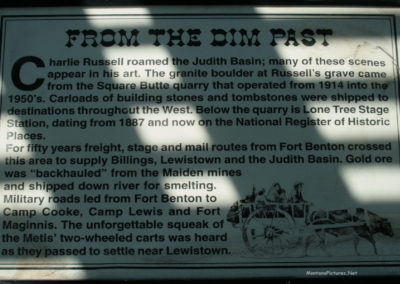 FROM THE DIM PAST
Charlie Russell roamed the Judith Basin; many of these scenes
appear in his art. The granite boulder at Russell's grave came
from the Square Butte quarry that operated from 1914 into the
1950's. Carloads of building stones and tombstones were shipped to
destinations throughout the West. Below the quarry is Lone Tree Stage
Station, dating from 1887 and now on the National Register of Historic
Places.
For fifty years freight, stage and mail routes from Fort Benton crossed
this area to supply Billings, Lewistown and the Judith Basin. Gold ore
was "backhauled" from the Maiden mines
and shipped down river for smelting.
Military roads led from Fort Benton to
Camp Cooke, Camp Lewis and Fort
Maginnis. The unforgettable squeak of
the Metis' two-wheeled carts was heard
as they passed to settle near Lewistown.
MontanaPictures.Net